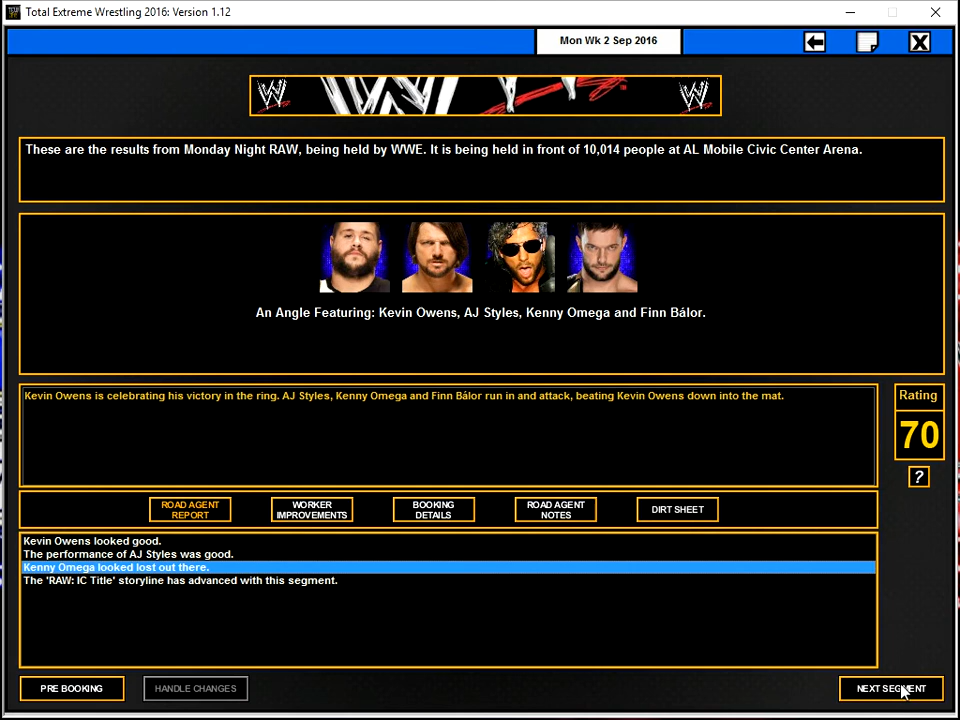 Total Extreme Wrestling 2016: Version 1.12
Mon Wk 2 Sep 2016
These are the results from Monday Night RAW, being held by WWE. It is being held in front of 10,014 people at AL Mobile Civic Center Arena.
An Angle Featuring: Kevin Owens, AJ Styles, Kenny Omega and Finn Bálor.
Kevin Owens is celebrating his victory in the ring. AJ Styles, Kenny Omega and Finn Bálor run in and attack, beating Kevin Owens down into the mat.
Rating
70
?
ROAD AGENT
REPORT
WORKER
IMPROVEMENTS
BOOKING
DETAILS
ROAD AGENT
NOTES
DIRT SHEET
Kevin Owens looked good.
The performance of AJ Styles was good.
Kenny Omega looked lost out there.
The 'RAW: IC Title' storyline has advanced with this segment.
PRE BOOKING
HANDLE CHANGES
NEXT SEGMENT